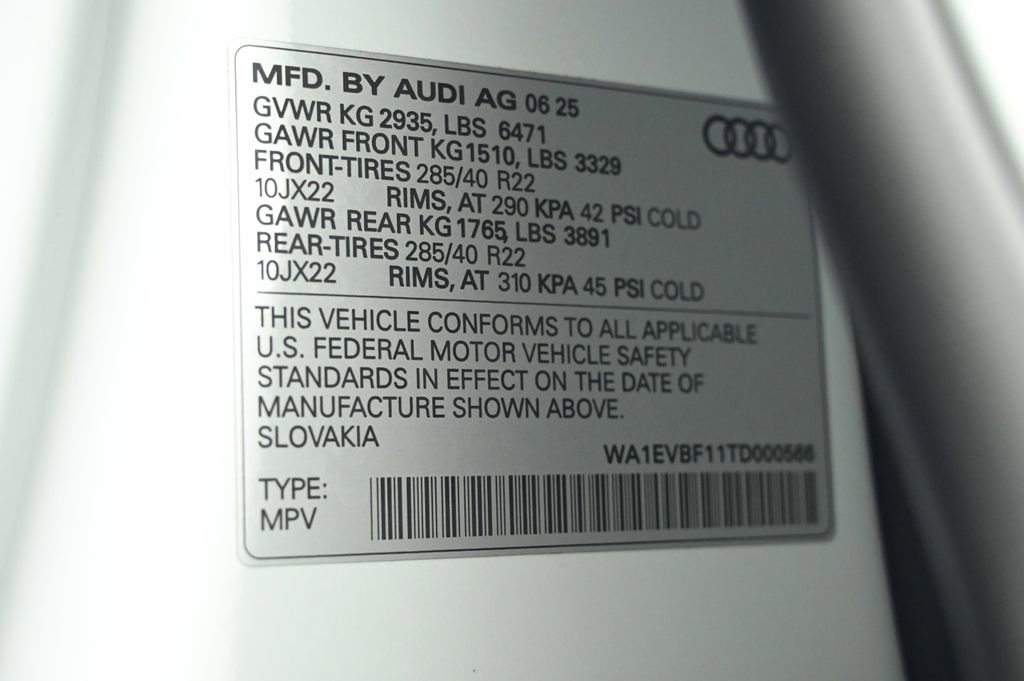 MFD. BY AUDI AG 06 25
GVWR KG 2935, LBS 6471
GAWR FRONT KG1510, LBS 3329
FRONT-TIRES 285/40 R22
10JX22 RIMS, AT 290 KPA 42 PSI COLD
GAWR REAR KG1765, LBS 3891
REAR-TIRES 285/40 R22
10JX22 RIMS, AT 310 KPA 45 PSI COLD
THIS VEHICLE CONFORMS TO ALL APPLICABLE
U.S. FEDERAL MOTOR VEHICLE SAFETY
STANDARDS IN EFFECT ON THE DATE OF
MANUFACTURE SHOWN ABOVE.
SLOVAKIA
TYPE:
MPV